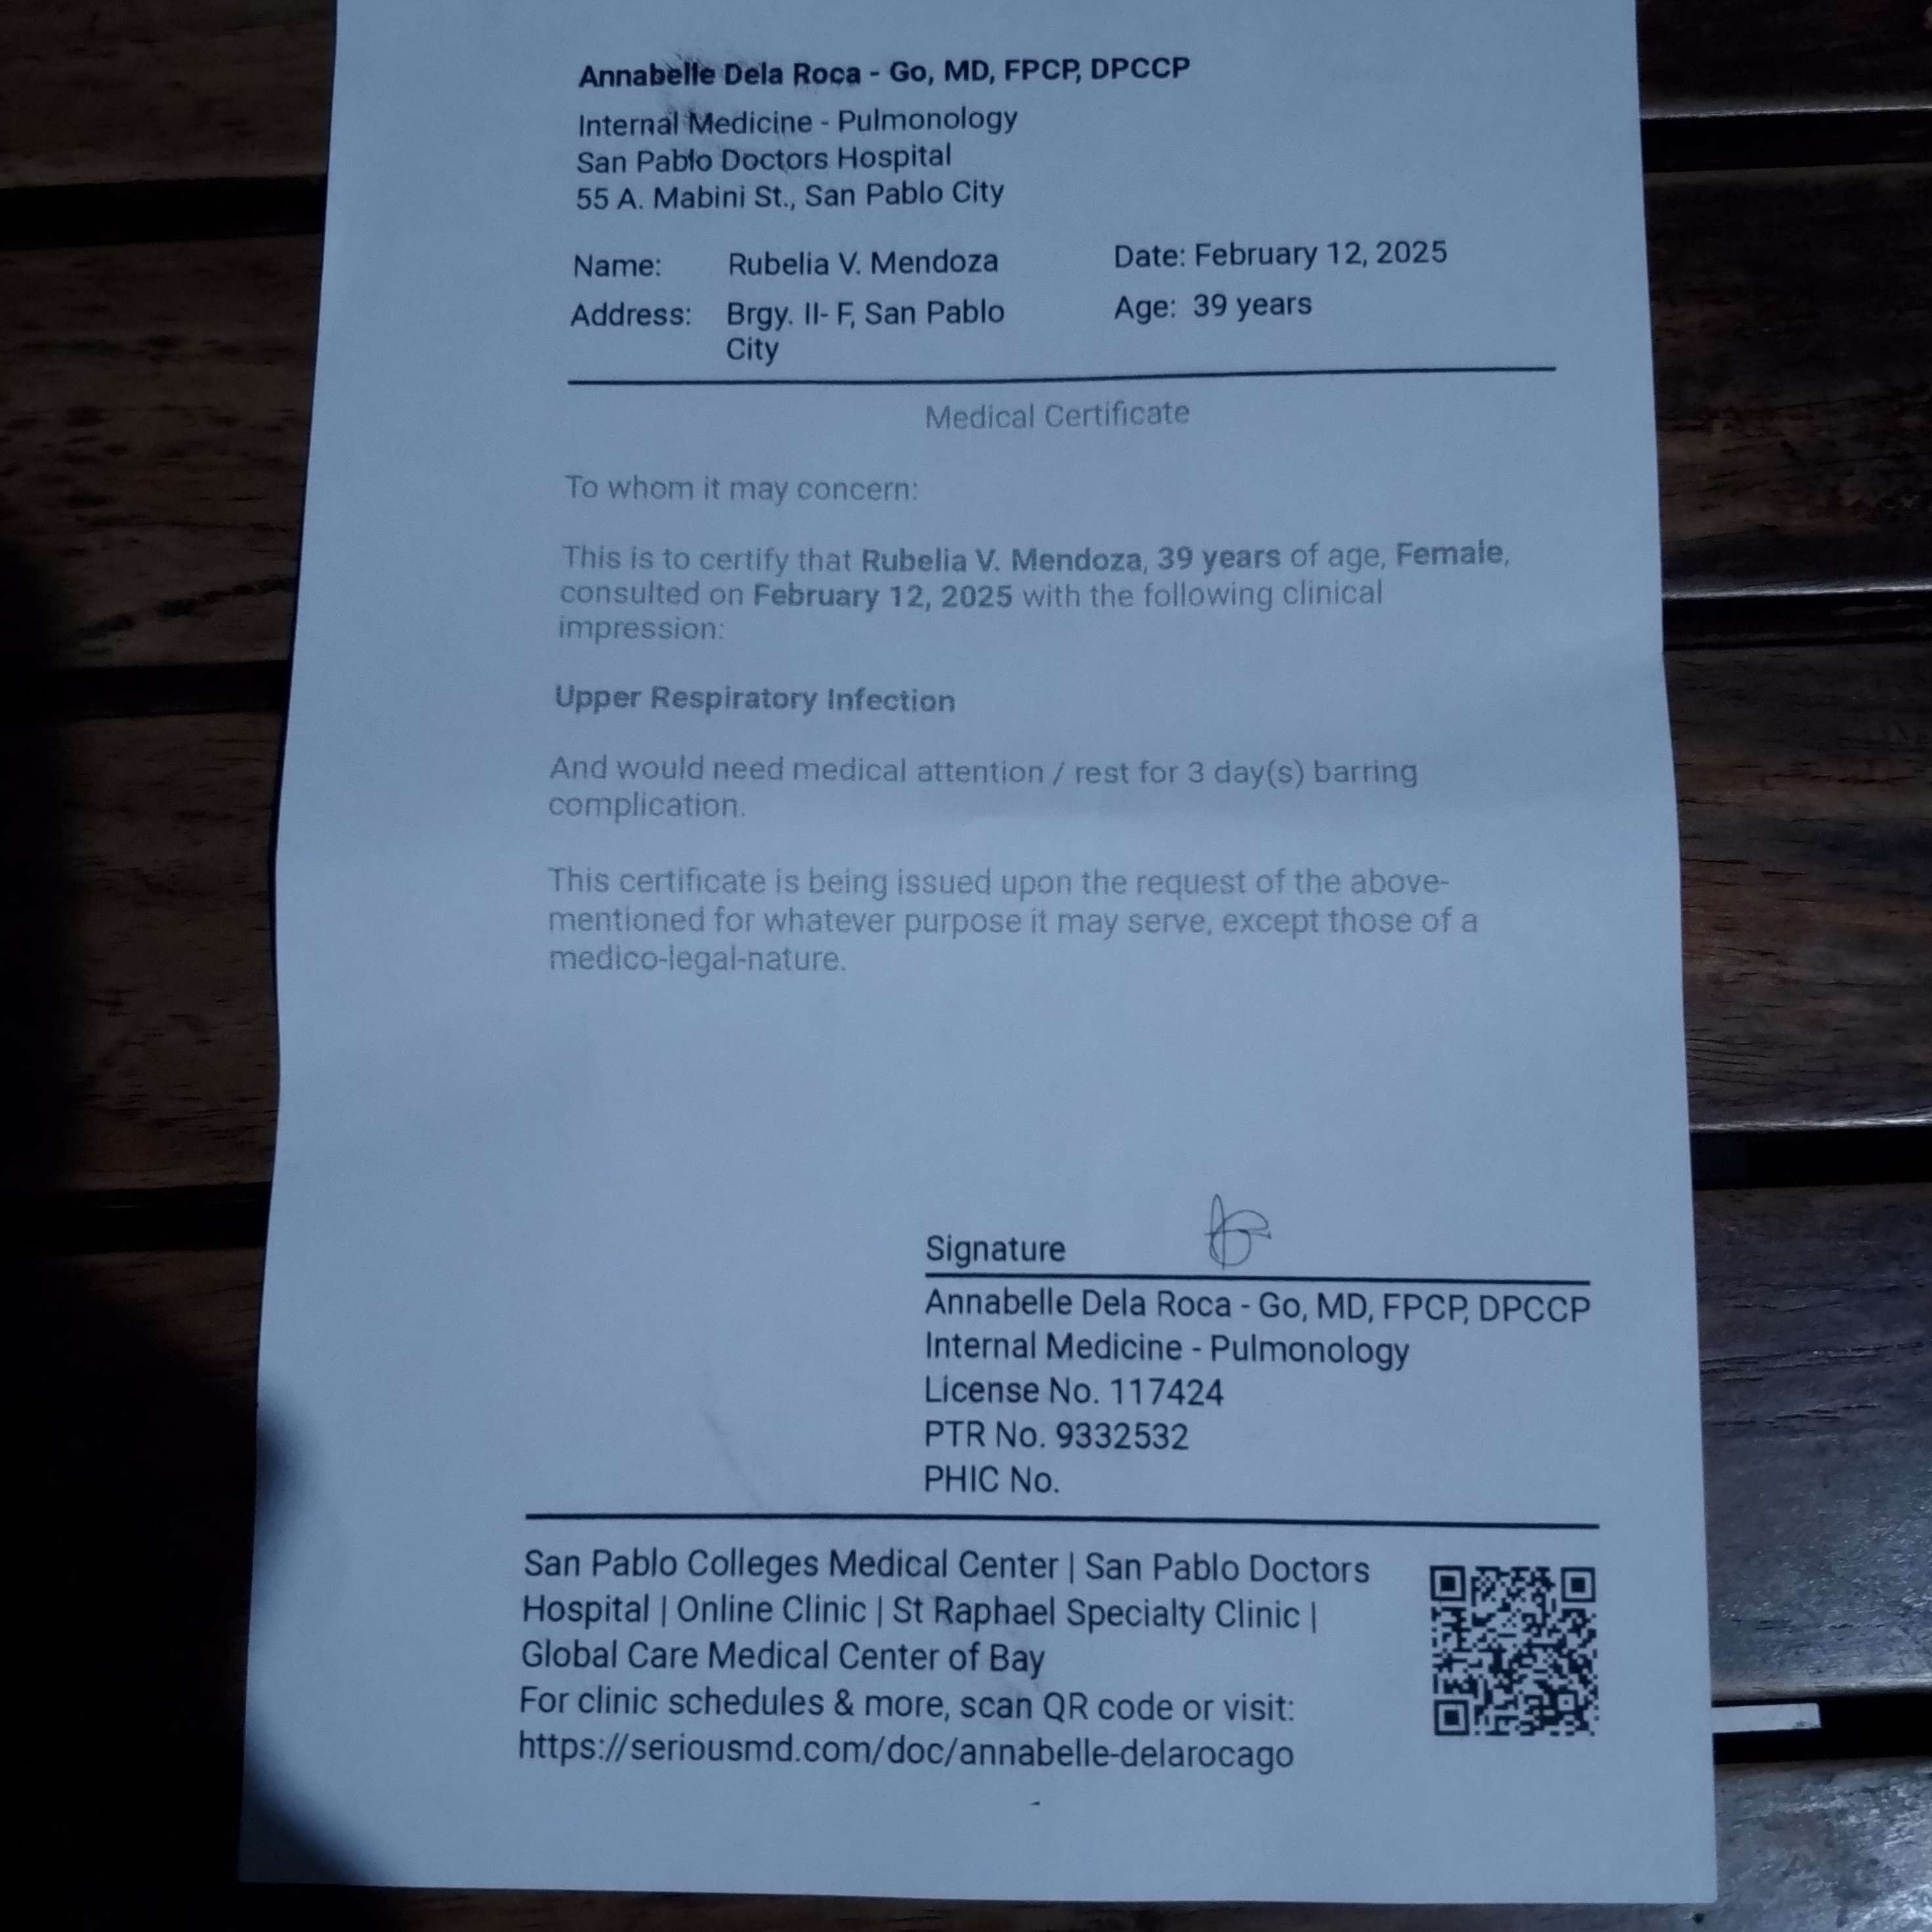 Annabelle Dela Roca - Go, MD, FPCP, DPCCP
Internal Medicine - Pulmonology
San Pablo Doctors Hospital
55 A. Mabini St., San Pablo City
Name: Rubelia V. Mendoza Date: February 12, 2025
Address: Brgy. II- F, San Pablo Age: 39 years
City
Medical Certificate
To whom it may concern:
This is to certify that Rubelia V. Mendoza, 39 years of age, Female,
consulted on February 12, 2025 with the following clinical
impression:
Upper Respiratory Infection
And would need medical attention / rest for 3 day(s) barring
complication.
This certificate is being issued upon the request of the above-
mentioned for whatever purpose it may serve, except those of a
medico-legal-nature.
Signature
Annabelle Dela Roca - Go, MD, FPCP, DPCCP
Internal Medicine - Pulmonology
License No. 117424
PTR No. 9332532
PHIC No.
San Pablo Colleges Medical Center | San Pablo Doctors
Hospital | Online Clinic | St Raphael Specialty Clinic |
Global Care Medical Center of Bay
For clinic schedules & more, scan QR code or visit:
https://seriousmd.com/doc/annabelle-delarocago